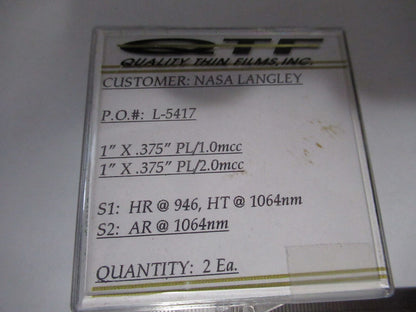 QTF
QUALITY THIN FILMS, INC.
CUSTOMER: NASA LANGLEY
P.O.#: L-5417
1" X .375" PL/1.0mcc
1" X .375" PL/2.0mcc
S1: HR @ 946, HT @ 1064nm
S2: AR @ 1064nm
QUANTITY: 2 Ea.